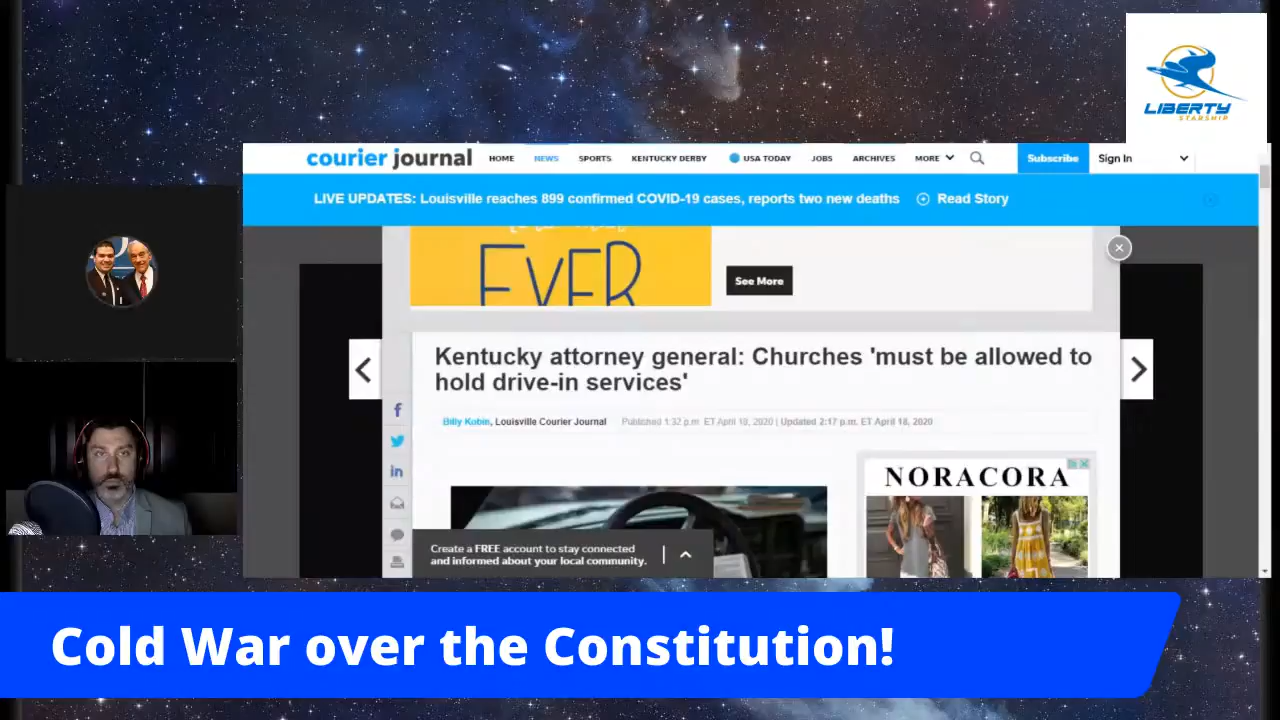 LIBERTY
STARSHIP
courier journal HOME NEWS SPORTS KENTUCKY DERBY USA TODAY JOBS ARCHIVES MORE Subscribe Sign In
LIVE UPDATES: Louisville reaches 899 confirmed COVID-19 cases, reports two new deaths Read Story
EVER
See More
Kentucky attorney general: Churches 'must be allowed to
hold drive-in services'
Billy Kobin, Louisville Courier Journal Published 1:32 p.m. ET April 18, 2020 | Updated 2:17 p.m. ET April 18, 2020
NORACORA
Create a FREE account to stay connected
and informed about your local community.
Cold War over the Constitution!